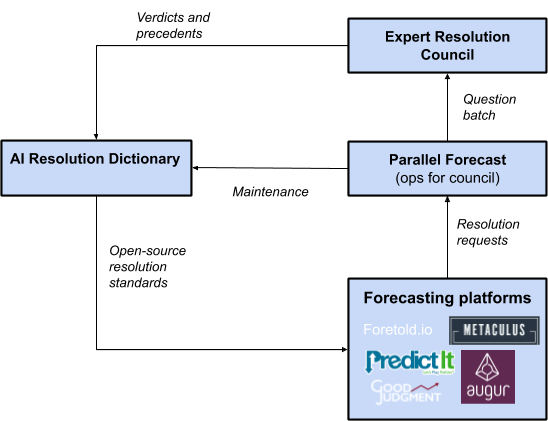 Verdicts and
precedents
Expert Resolution
Council
Question
batch
AI Resolution Dictionary
Parallel Forecast
(ops for council)
Maintenance
Resolution
requests
Open-source
resolution
standards
Forecasting platforms
Foretold.io
METACULUS
PredictIt
GOOD
JUDGMENT
augur